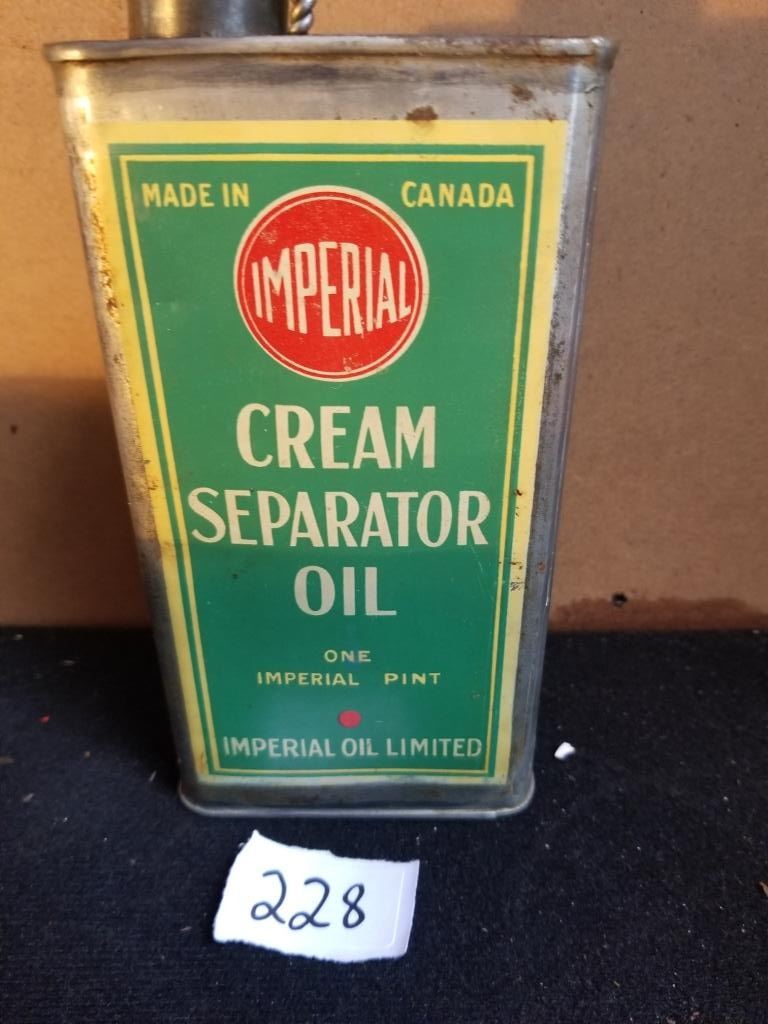 MADE IN CANADA
IMPERIAL
CREAM
SEPARATOR
OIL
ONE
IMPERIAL PINT
IMPERIAL OIL LIMITED
228